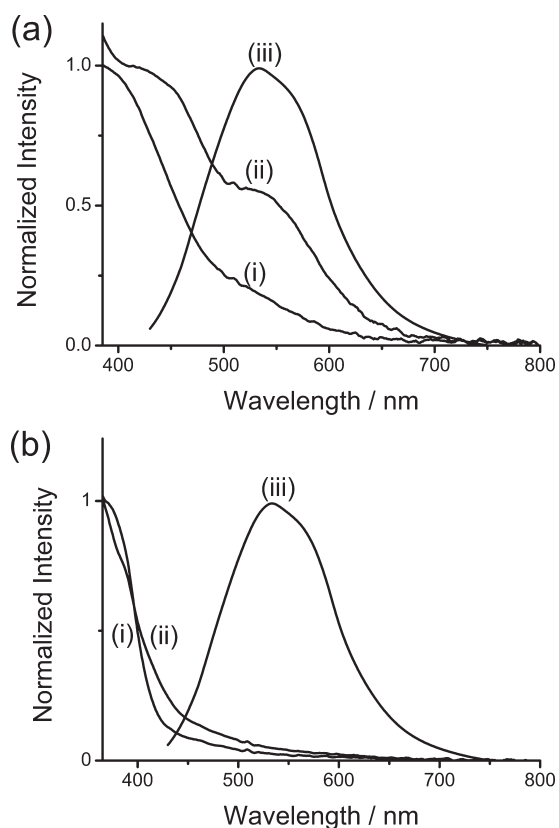 (a)
(iii)
1.0
(ii)
0.5
(i)
0.0
400 500 600 700 800
Normalized Intensity
Wavelength / nm
(b)
(iii)
1
(i) (ii)
0
400 500 600 700 800
Normalized Intensity
Wavelength / nm